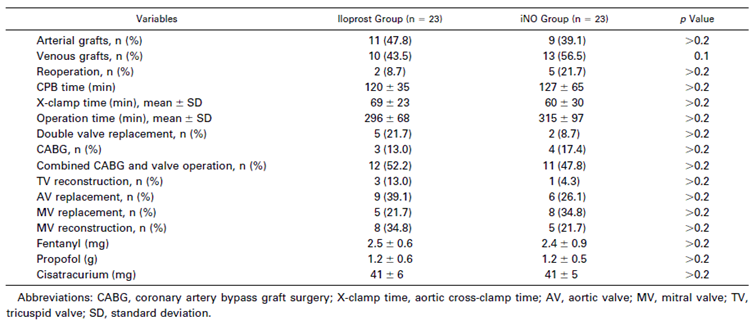 Variables Iloprost Group (n = 23) iNO Group (n = 23) p Value
Arterial grafts, n (%) 11 (47.8) 9 (39.1) >0.2
Venous grafts, n (%) 10 (43.5) 13 (56.5) 0.1
Reoperation, n (%) 2 (8.7) 5 (21.7) >0.2
CPB time (min) 120 ± 35 127 ± 65 >0.2
X-clamp time (min), mean ± SD 69 ± 23 60 ± 30 >0.2
Operation time (min), mean ± SD 296 ± 68 315 ± 97 >0.2
Double valve replacement, n (%) 5 (21.7) 2 (8.7) >0.2
CABG, n (%) 3 (13.0) 4 (17.4) >0.2
Combined CABG and valve operation, n (%) 12 (52.2) 11 (47.8) >0.2
TV reconstruction, n (%) 3 (13.0) 1 (4.3) >0.2
AV replacement, n (%) 9 (39.1) 6 (26.1) >0.2
MV replacement, n (%) 5 (21.7) 8 (34.8) >0.2
MV reconstruction, n (%) 8 (34.8) 5 (21.7) >0.2
Fentanyl (mg) 2.5 ± 0.6 2.4 ± 0.9 >0.2
Propofol (g) 1.2 ± 0.6 1.2 ± 0.5 >0.2
Cisatracurium (mg) 41 ± 6 41 ± 5 >0.2
Abbreviations: CABG, coronary artery bypass graft surgery; X-clamp time, aortic cross-clamp time; AV, aortic valve; MV, mitral valve; TV,
tricuspid valve; SD, standard deviation.